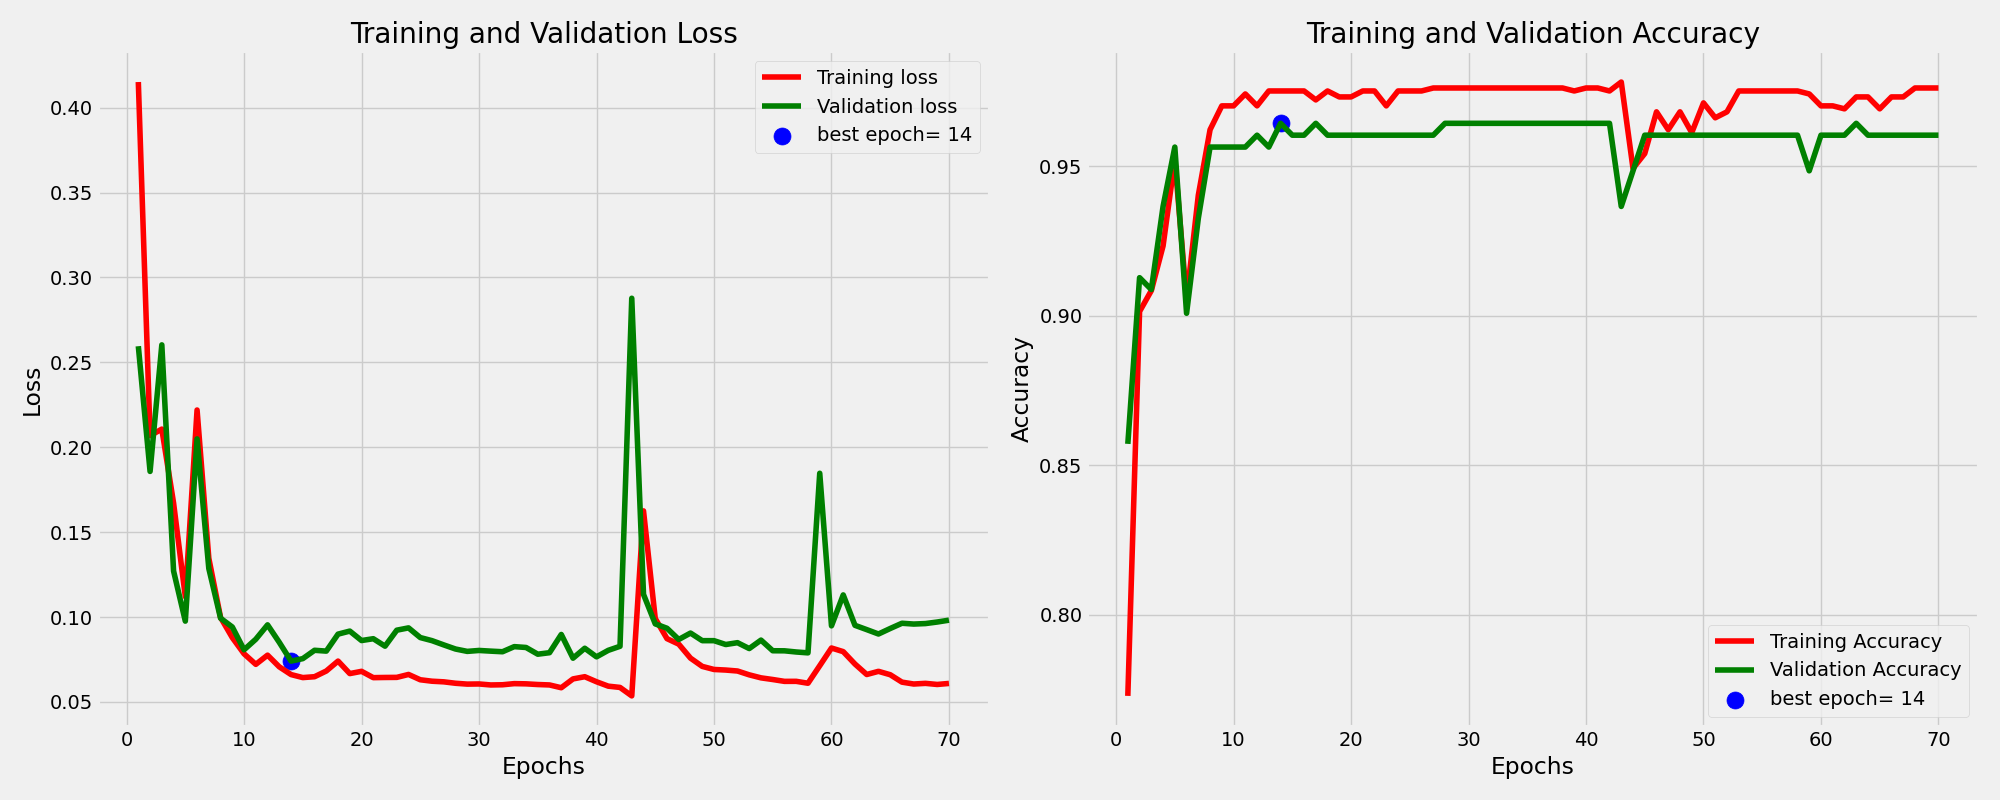 Training and Validation Loss
Training loss
Validation loss
best epoch= 14
Loss
0.40
0.35
0.30
0.25
0.20
0.15
0.10
0.05
0 10 20 30 40 50 60 70
Epochs
Training and Validation Accuracy
Accuracy
0.95
0.90
0.85
0.80
Training Accuracy
Validation Accuracy
best epoch= 14
0 10 20 30 40 50 60 70
Epochs